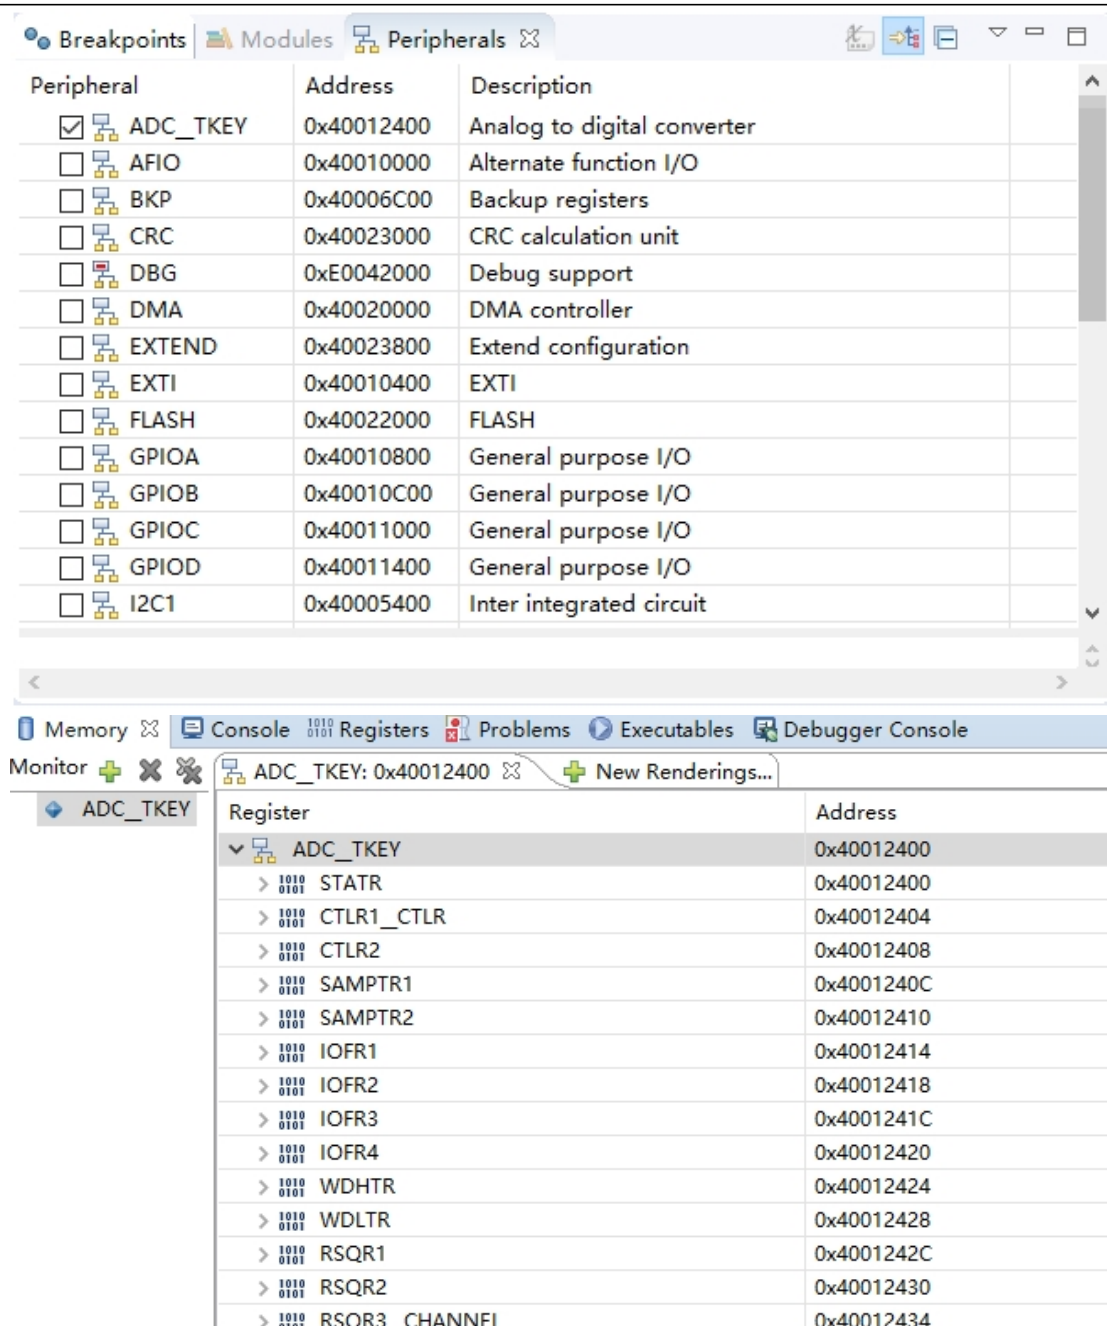 Breakpoints Modules Peripherals
Peripheral Address Description
ADC_TKEY 0x40012400 Analog to digital converter
AFIO 0x40010000 Alternate function I/O
BKP 0x40006C00 Backup registers
CRC 0x40023000 CRC calculation unit
DBG 0xE0042000 Debug support
DMA 0x40020000 DMA controller
EXTEND 0x40023800 Extend configuration
EXTI 0x40010400 EXTI
FLASH 0x40022000 FLASH
GPIOA 0x40010800 General purpose I/O
GPIOB 0x40010C00 General purpose I/O
GPIOC 0x40011000 General purpose I/O
GPIOD 0x40011400 General purpose I/O
I2C1 0x40005400 Inter integrated circuit
Memory Console Registers Problems Executables Debugger Console
Monitor ADC_TKEY: 0x40012400 New Renderings...
ADC_TKEY Register Address
ADC_TKEY 0x40012400
STATR 0x40012400
CTLR1_CTLR 0x40012404
CTLR2 0x40012408
SAMPTR1 0x4001240C
SAMPTR2 0x40012410
IOFR1 0x40012414
IOFR2 0x40012418
IOFR3 0x4001241C
IOFR4 0x40012420
WDHTR 0x40012424
WDLTR 0x40012428
RSQR1 0x4001242C
RSQR2 0x40012430
RSQR3_CHANNEL 0x40012434